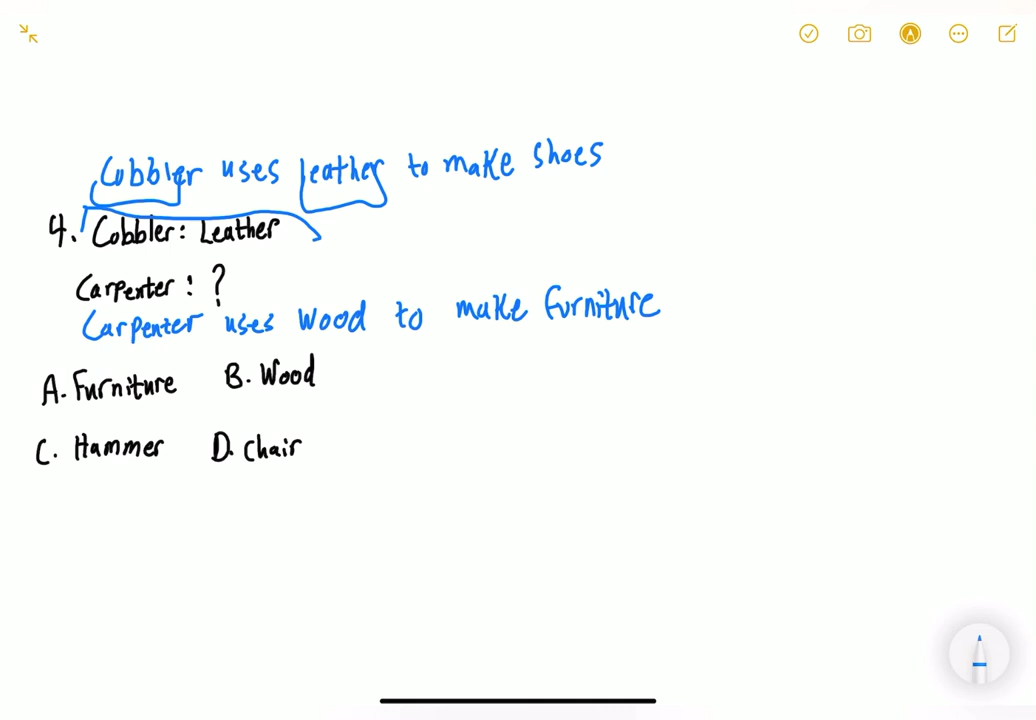 Cobbler uses leather to make shoes
4. Cobbler: Leather
Carpenter: ?
Carpenter uses wood to make furniture
A. Furniture B. Wood
C. Hammer D. Chair